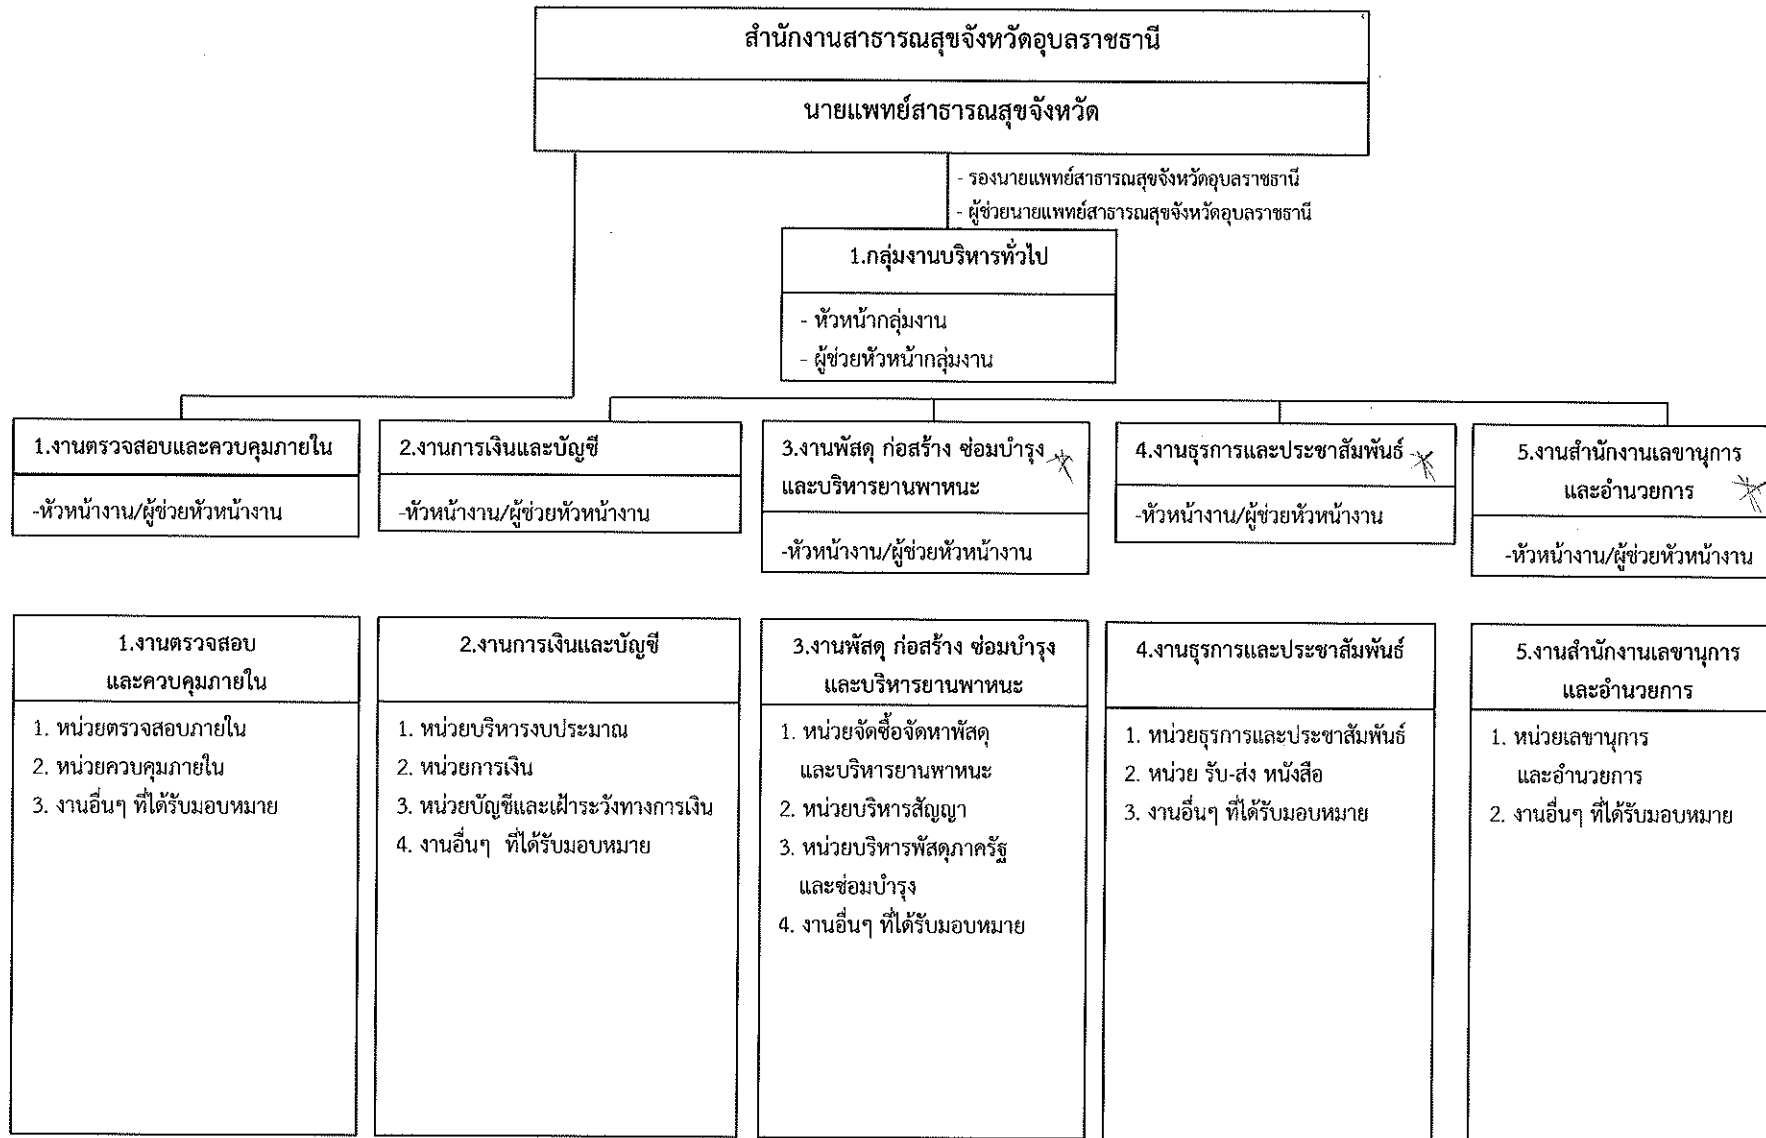 สำนักงานสาธารณสุขจังหวัดอุบลราชธานี
นายแพทย์สาธารณสุขจังหวัด
- รองนายแพทย์สาธารณสุขจังหวัดอุบลราชธานี
- ผู้ช่วยนายแพทย์สาธารณสุขจังหวัดอุบลราชธานี
1.กลุ่มงานบริหารทั่วไป
- หัวหน้ากลุ่มงาน
- ผู้ช่วยหัวหน้ากลุ่มงาน
1.งานตรวจสอบและควบคุมภายใน
-หัวหน้างาน/ผู้ช่วยหัวหน้างาน
2.งานการเงินและบัญชี
-หัวหน้างาน/ผู้ช่วยหัวหน้างาน
3.งานพัสดุ ก่อสร้าง ซ่อมบำรุง
และบริหารยานพาหนะ
-หัวหน้างาน/ผู้ช่วยหัวหน้างาน
4.งานธุรการและประชาสัมพันธ์
-หัวหน้างาน/ผู้ช่วยหัวหน้างาน
5.งานสำนักงานเลขานุการ
และอำนวยการ
-หัวหน้างาน/ผู้ช่วยหัวหน้างาน
1.งานตรวจสอบ
และควบคุมภายใน
1. หน่วยตรวจสอบภายใน
2. หน่วยควบคุมภายใน
3. งานอื่นๆ ที่ได้รับมอบหมาย
2.งานการเงินและบัญชี
1. หน่วยบริหารงบประมาณ
2. หน่วยการเงิน
3. หน่วยบัญชีและเฝ้าระวังทางการเงิน
4. งานอื่นๆ ที่ได้รับมอบหมาย
3.งานพัสดุ ก่อสร้าง ซ่อมบำรุง
และบริหารยานพาหนะ
1. หน่วยจัดซื้อจัดหาพัสดุ
และบริหารยานพาหนะ
2. หน่วยบริหารสัญญา
3. หน่วยบริหารพัสดุภาครัฐ
และซ่อมบำรุง
4. งานอื่นๆ ที่ได้รับมอบหมาย
4.งานธุรการและประชาสัมพันธ์
1. หน่วยธุรการและประชาสัมพันธ์
2. หน่วย รับ-ส่ง หนังสือ
3. งานอื่นๆ ที่ได้รับมอบหมาย
5.งานสำนักงานเลขานุการ
และอำนวยการ
1. หน่วยเลขานุการ
และอำนวยการ
2. งานอื่นๆ ที่ได้รับมอบหมาย